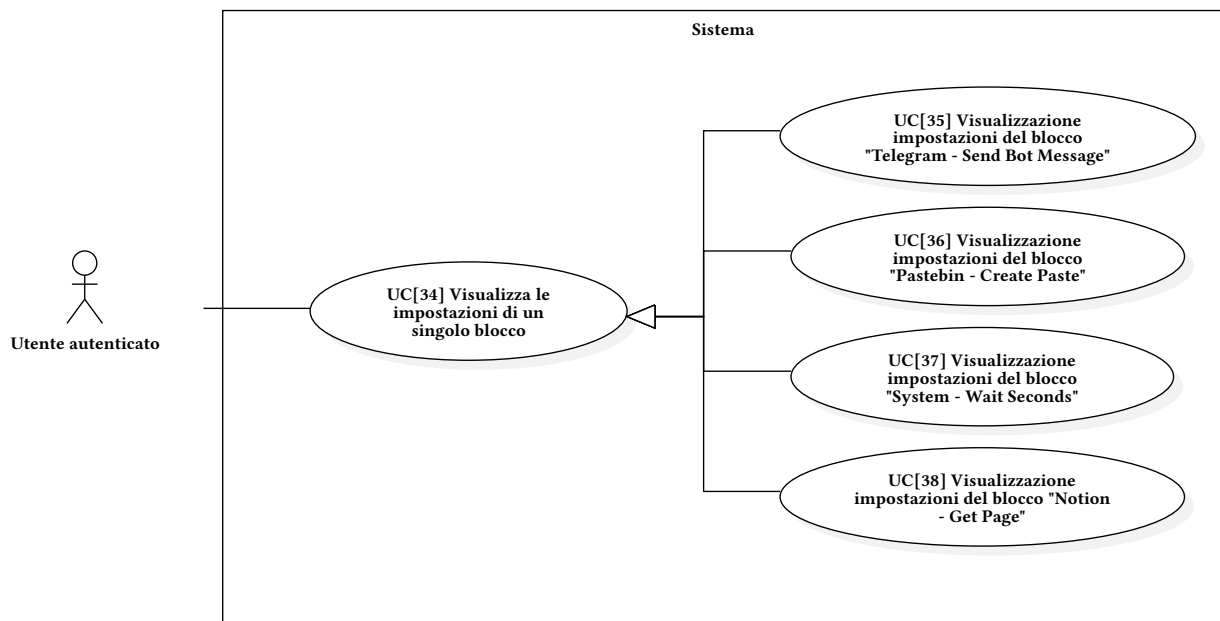 Sistema
UC[35] Visualizzazione
impostazioni del blocco
"Telegram - Send Bot Message"
UC[36] Visualizzazione
impostazioni del blocco
"Pastebin - Create Paste"
UC[34] Visualizza le
impostazioni di un
singolo blocco
Utente autenticato
UC[37] Visualizzazione
impostazioni del blocco
"System - Wait Seconds"
UC[38] Visualizzazione
impostazioni del blocco "Notion
- Get Page"